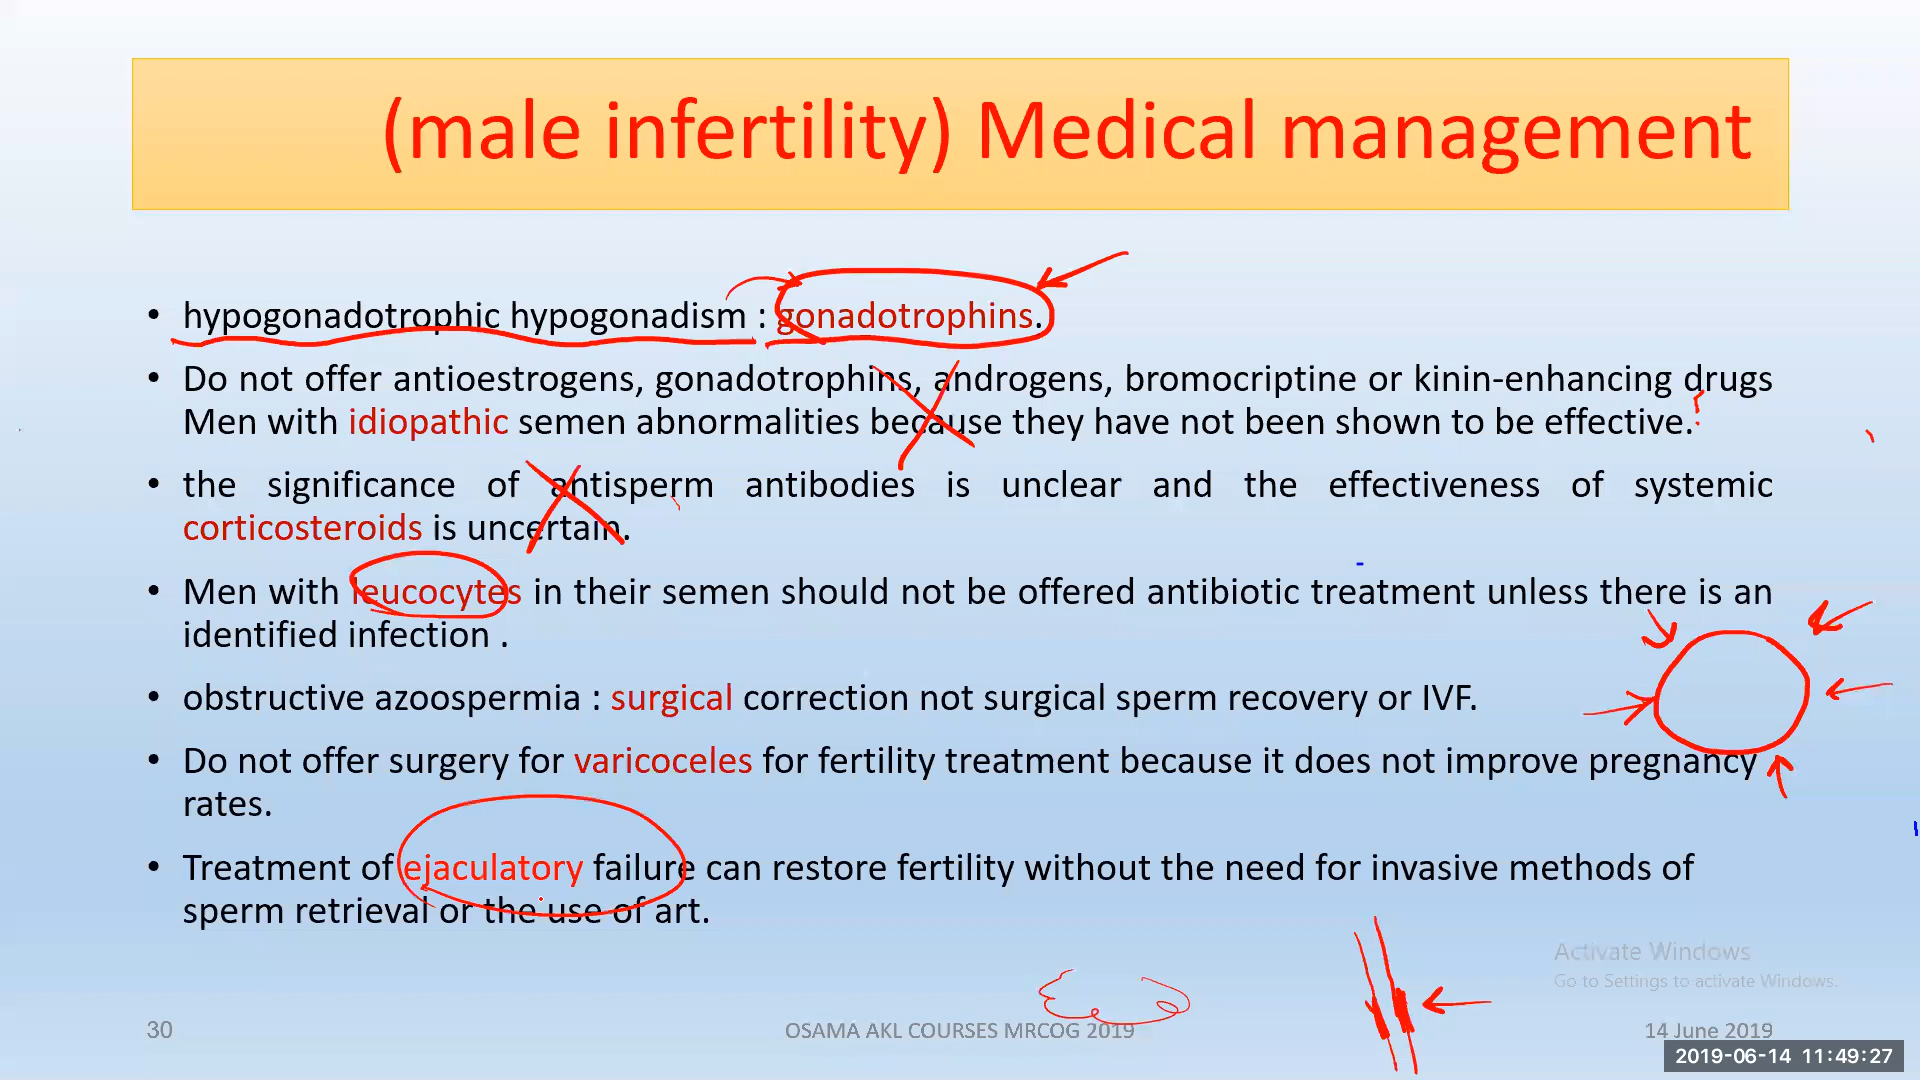 (male infertility) Medical management
• hypogonadotrophic hypogonadism : gonadotrophins.
• Do not offer antioestrogens, gonadotrophins, androgens, bromocriptine or kinin-enhancing drugs
Men with idiopathic semen abnormalities because they have not been shown to be effective.
• the significance of antisperm antibodies is unclear and the effectiveness of systemic
corticosteroids is uncertain.
• Men with leucocytes in their semen should not be offered antibiotic treatment unless there is an
identified infection .
• obstructive azoospermia : surgical correction not surgical sperm recovery or IVF.
• Do not offer surgery for varicoceles for fertility treatment because it does not improve pregnancy
rates.
• Treatment of ejaculatory failure can restore fertility without the need for invasive methods of
sperm retrieval or the use of art.
Activate Windows
Go to Settings to activate Windows.
30
OSAMA AKL COURSES MRCOG 2019
14 June 2019
2019-06-14 11:49:27